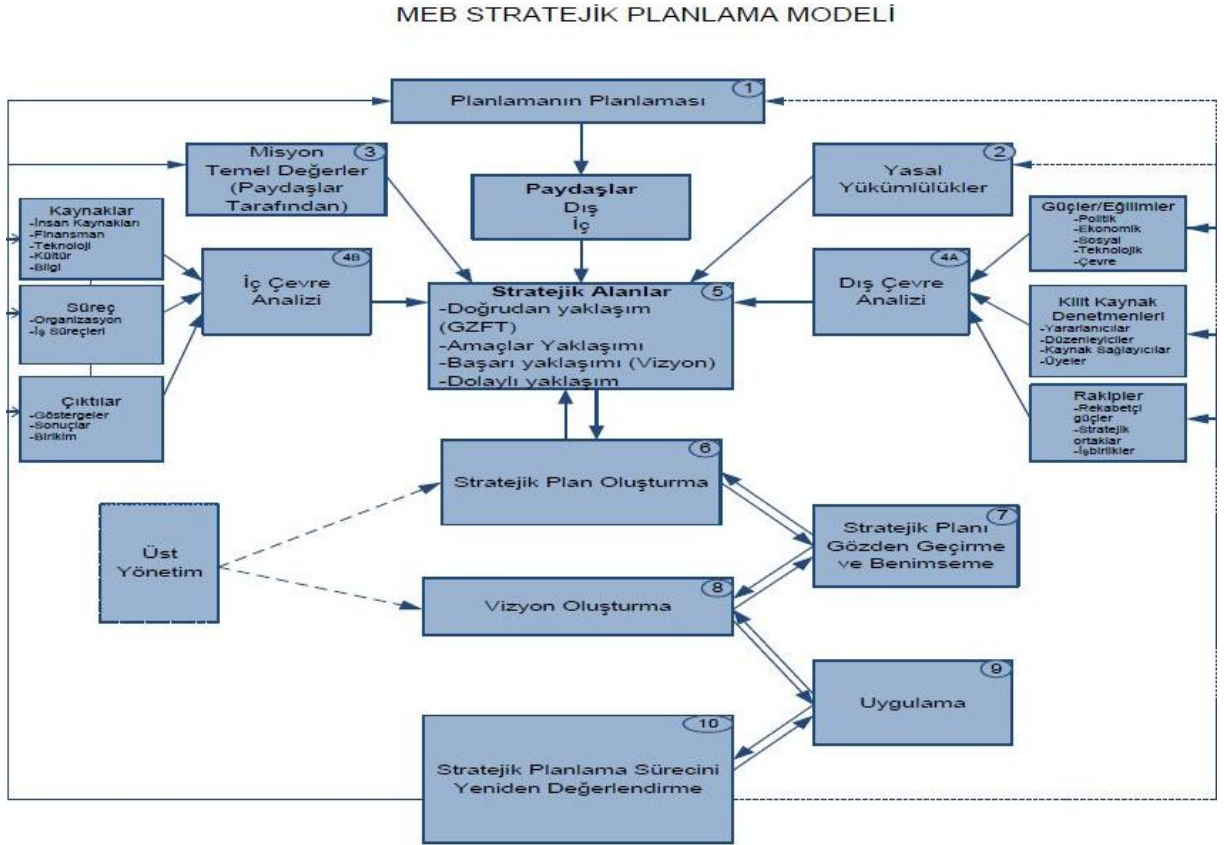 MEB STRATEJİK PLANLAMA MODELİ
1
Planlamanın Planlaması
3
Misyon
Temel Değerler
(Paydaşlar
Tarafından)
Paydaşlar
Dış
İç
2
Yasal
Yükümlülükler
Kaynaklar
-İnsan Kaynakları
-Finansman
-Teknoloji
-Kültür
-Bilgi
Süreç
-Organizasyon
-İş Süreçleri
Çıktılar
-Göstergeler
-Sonuçlar
-Birikim
4B
İç Çevre
Analizi
5
Stratejik Alanlar
-Doğrudan yaklaşım
(GZFT)
-Amaçlar Yaklaşımı
-Başarı yaklaşımı (Vizyon)
-Dolaylı yaklaşım
4A
Dış Çevre
Analizi
Güçler/Eğilimler
-Politik
-Ekonomik
-Sosyal
-Teknolojik
-Çevre
Kilit Kaynak
Denetmenleri
-Yararlanıcılar
-Düzenleyiciler
-Kaynak Sağlayıcılar
-Üyeler
Rakipler
-Rekabetçi
güçler
-Stratejik
ortaklar
-İşbirlikler
6
Stratejik Plan Oluşturma
Üst
Yönetim
7
Stratejik Planı
Gözden Geçirme
ve Benimseme
8
Vizyon Oluşturma
9
Uygulama
10
Stratejik Planlama Sürecini
Yeniden Değerlendirme